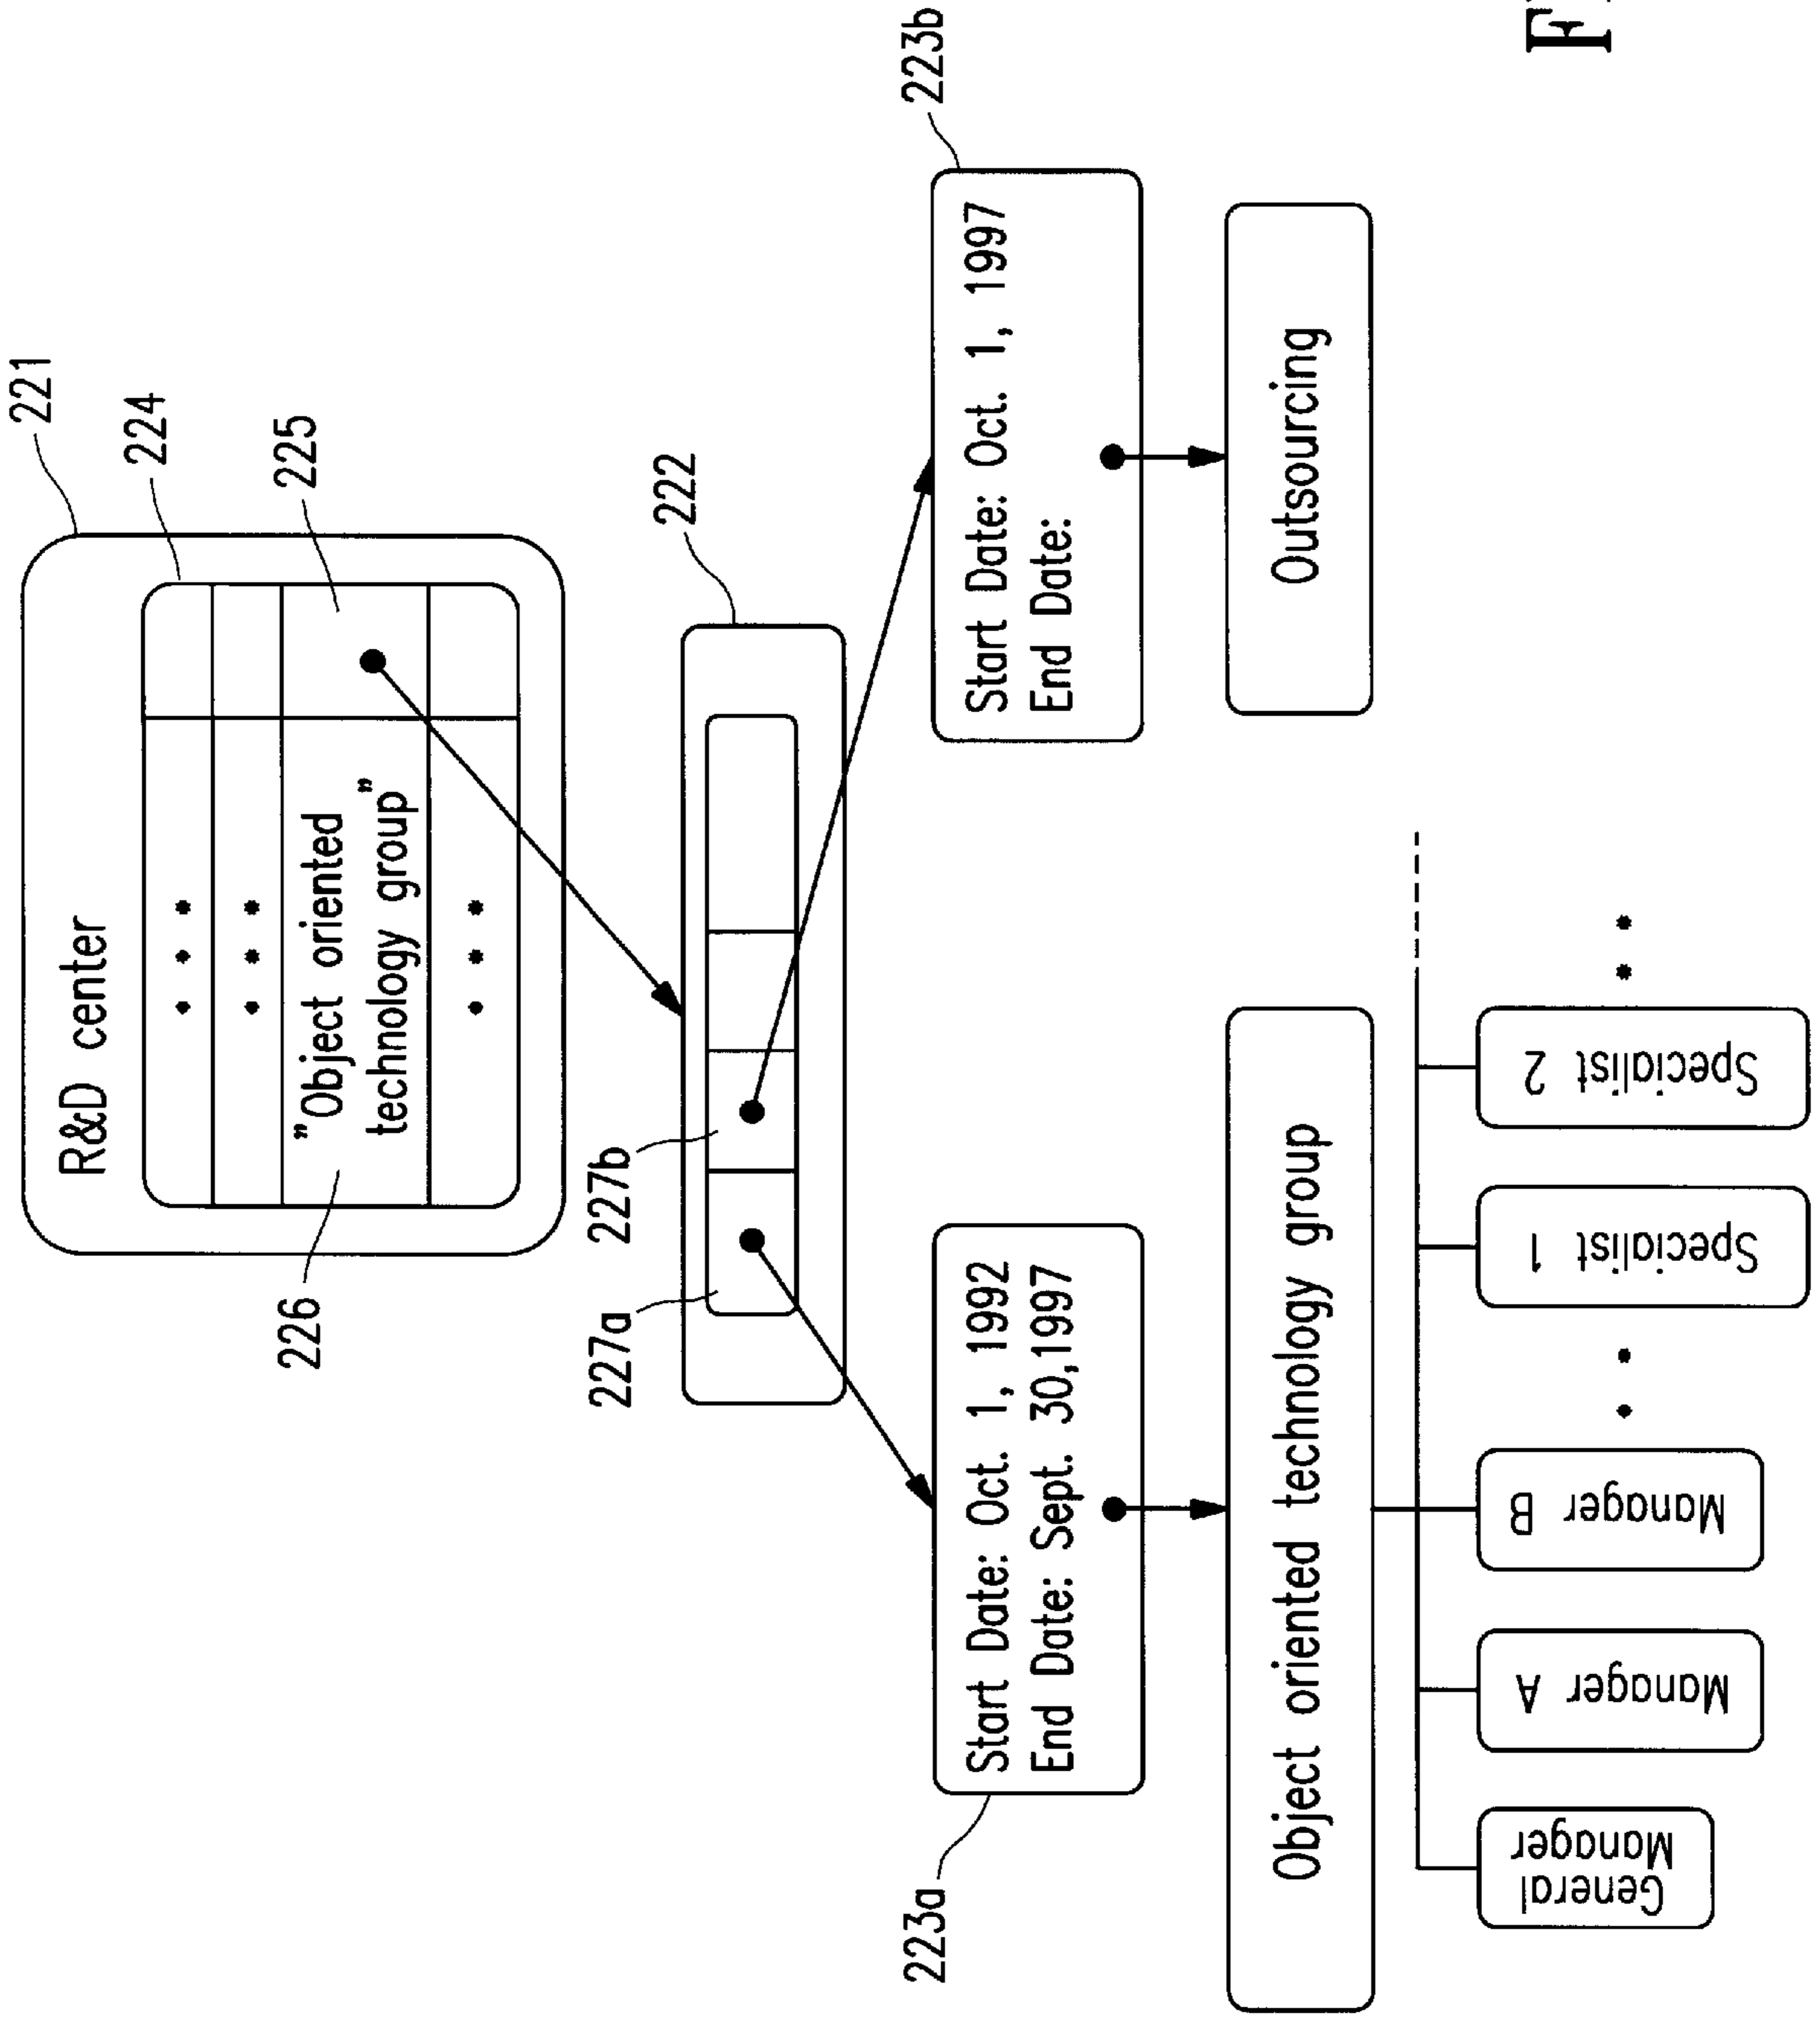 221
R&D center
224
225
• • •
• • •
"Object oriented
technology group"
• • •
226
222
227a
227b
223a
Start Date: Oct. 1, 1992
End Date: Sept. 30,1997
223b
Start Date: Oct. 1, 1997
End Date:
Object oriented technology group
Outsourcing
General
Manager
Manager A
Manager B
• •
Specialist 1
Specialist 2
• •